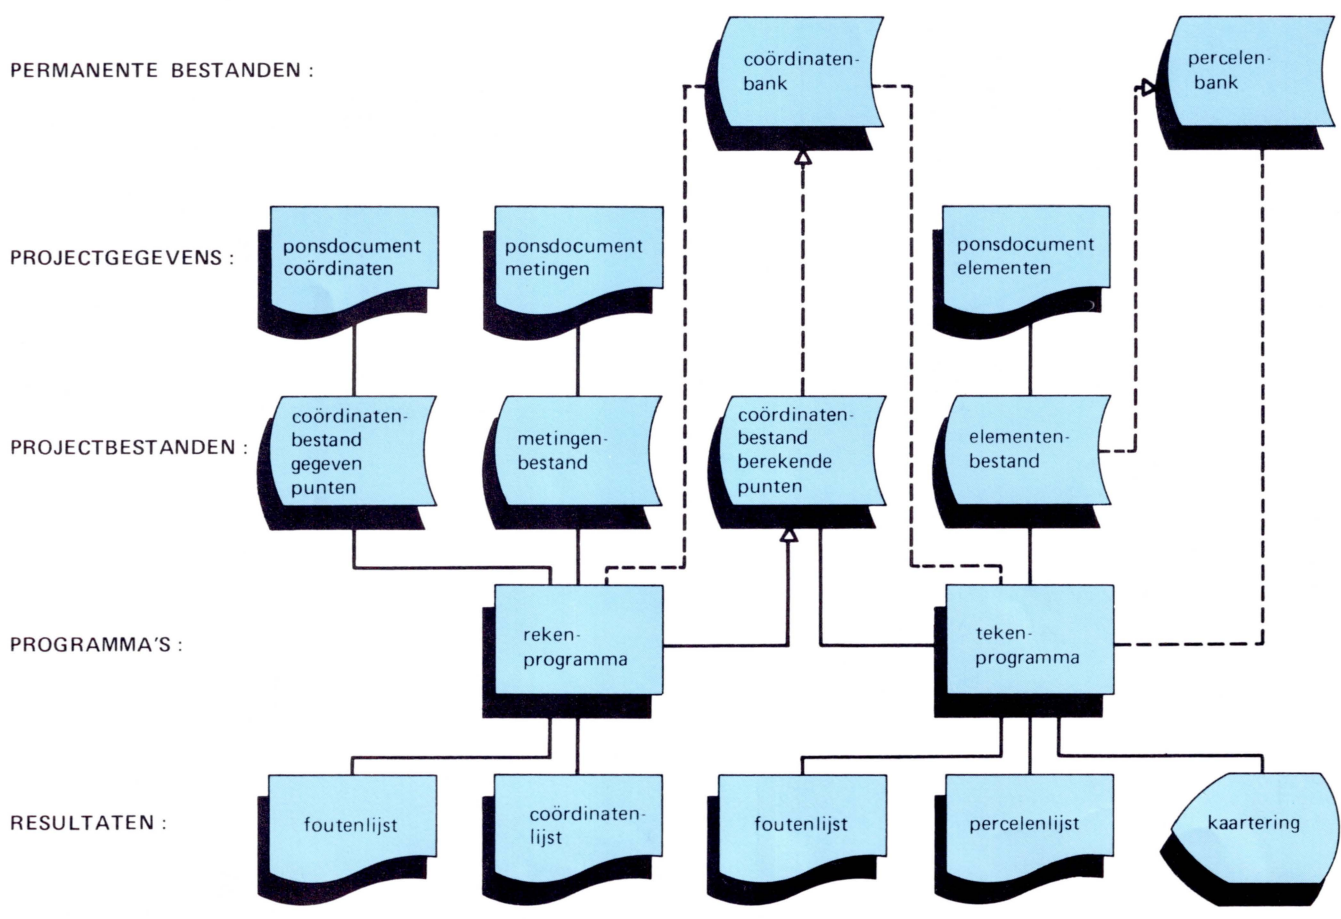 PERMANENTE BESTANDEN :
coördinaten-
bank
percelen-
bank
PROJECTGEGEVENS :
ponsdocument
coördinaten
ponsdocument
metingen
ponsdocument
elementen
PROJECTBESTANDEN :
coördinaten-
bestand
gegeven
punten
metingen-
bestand
coördinaten-
bestand
berekende
punten
elementen-
bestand
PROGRAMMA'S :
reken-
programma
teken-
programma
RESULTATEN :
foutenlijst
coördinaten-
lijst
foutenlijst
percelenlijst
kaartering